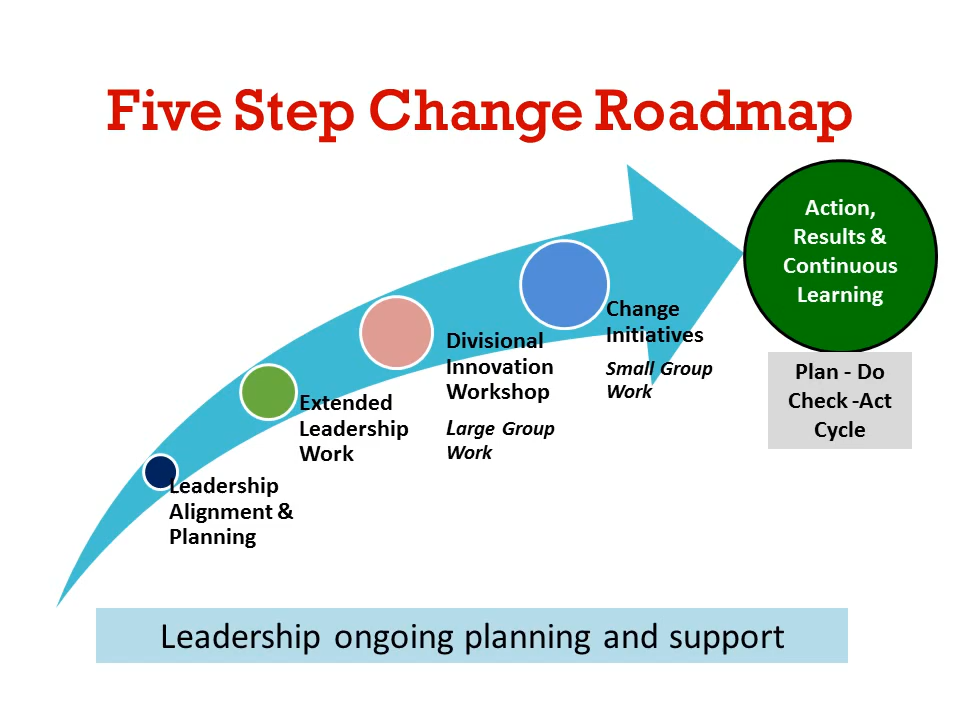 Five Step Change Roadmap
Action,
Results &
Continuous
Learning
Plan - Do
Check -Act
Cycle
Change
Initiatives
Small Group
Work
Divisional
Innovation
Workshop
Large Group
Work
Extended
Leadership
Work
Leadership
Alignment &
Planning
Leadership ongoing planning and support